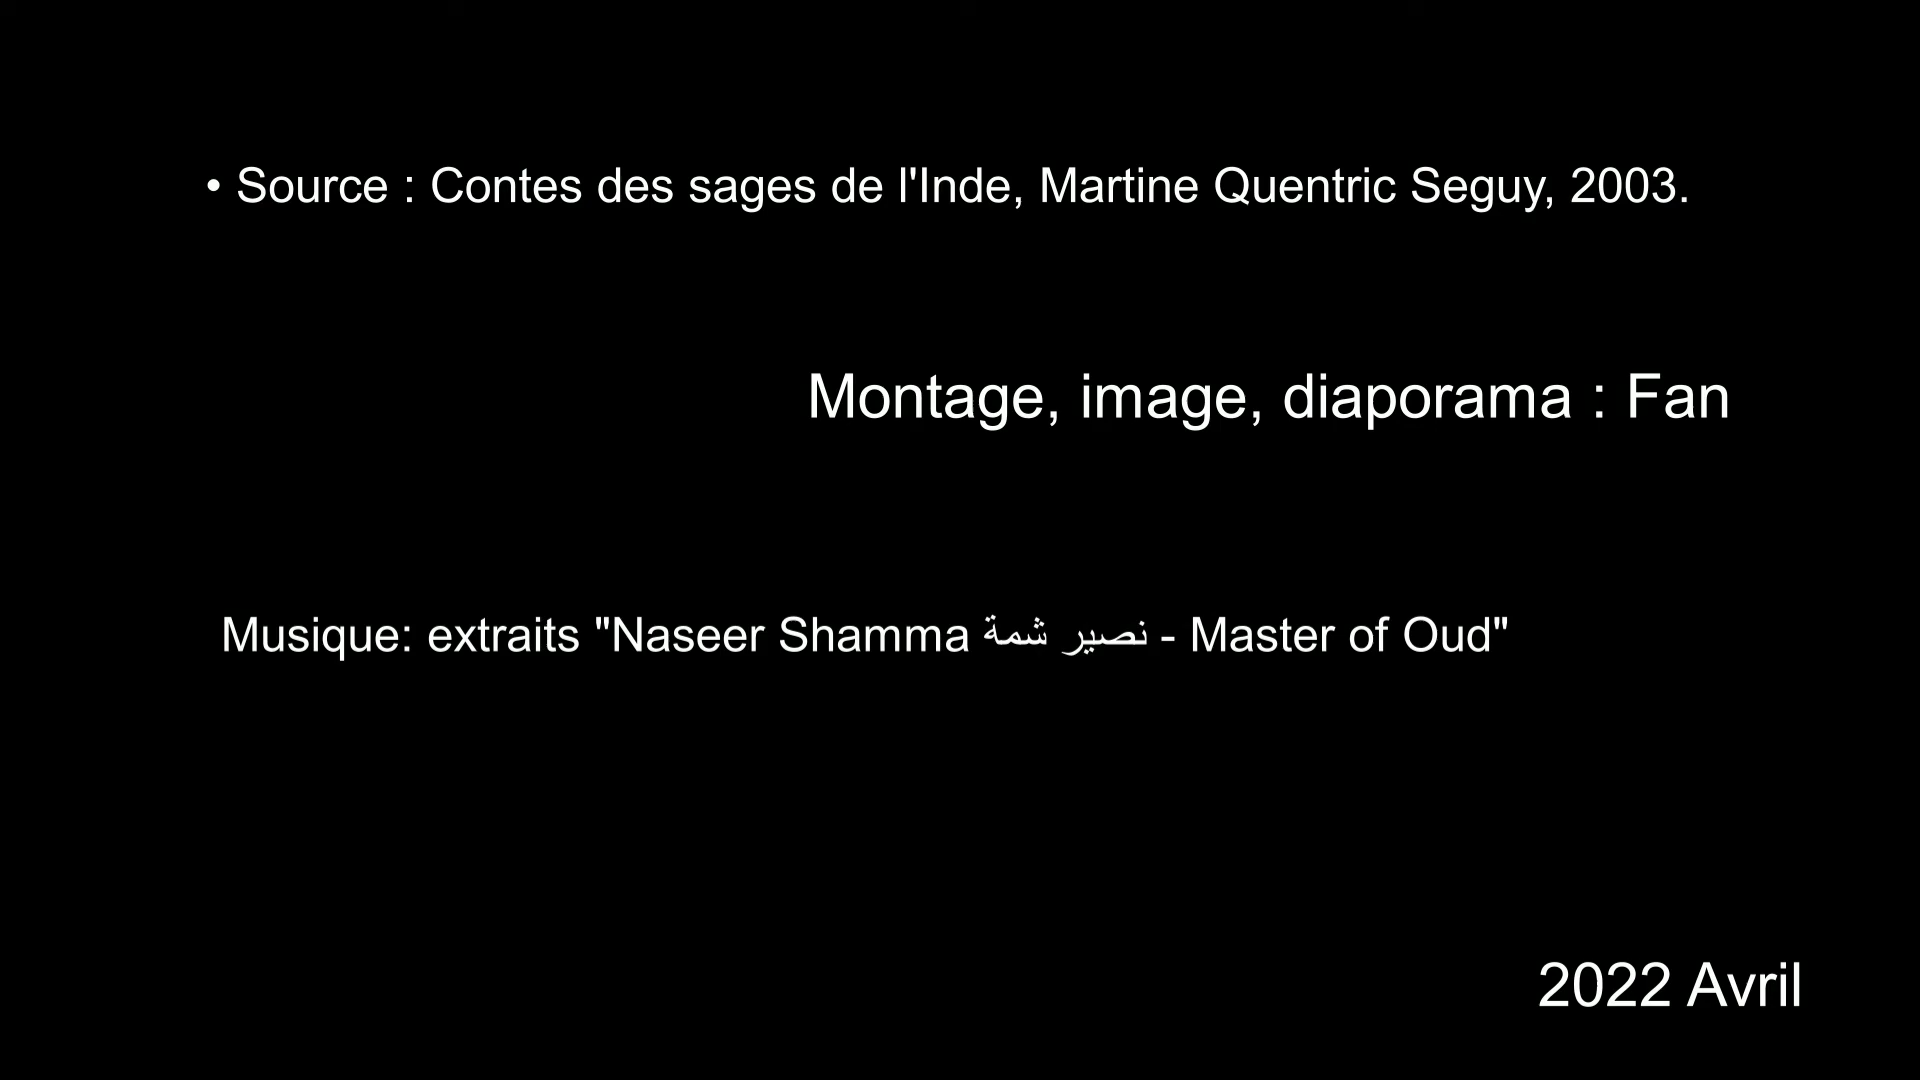 • Source : Contes des sages de l'Inde, Martine Quentric Seguy, 2003.
Montage, image, diaporama : Fan
Musique: extraits "Naseer Shamma نصير شمة - Master of Oud"
2022 Avril